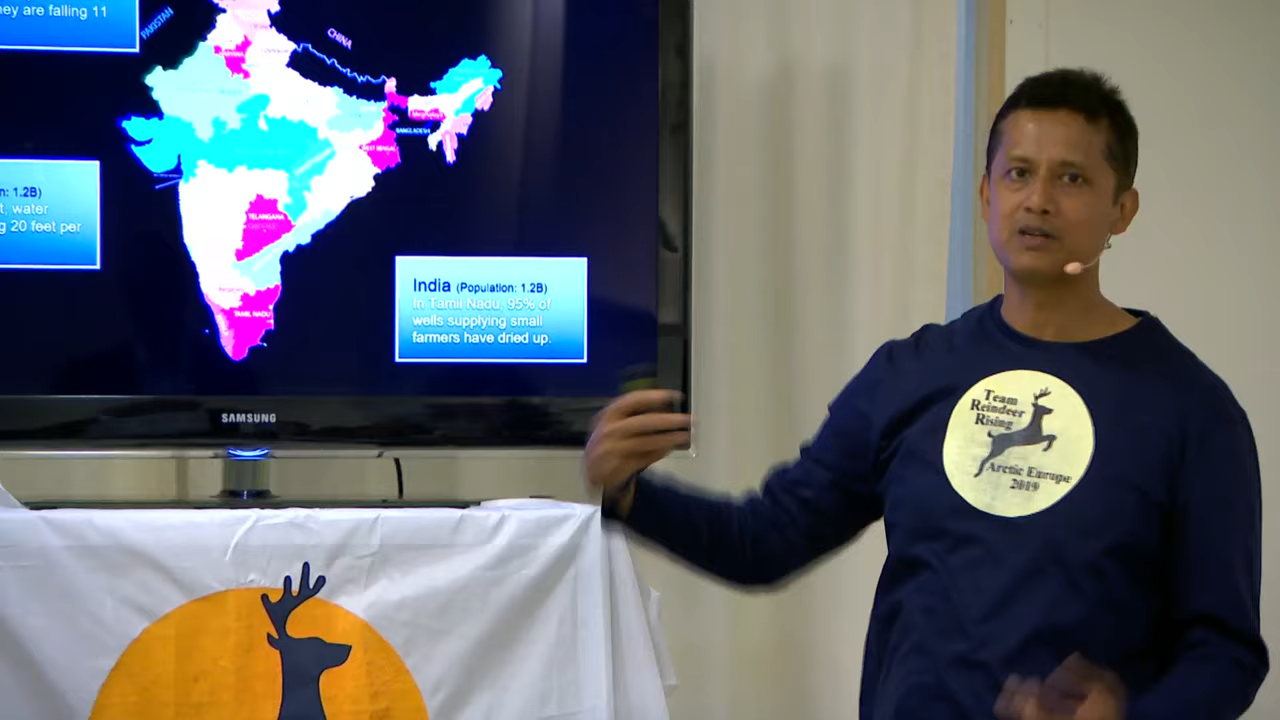 ey are falling 11
PAKISTAN
CHINA
BANGLADESH
WEST BENGAL
n: 1.2B)
t, water
g 20 feet per
TELANGANA
TAMIL NADU
India (Population: 1.2B)
In Tamil Nadu, 95% of
wells supplying small
farmers have dried up.
SAMSUNG
Team
Reindeer
Rising
Arctic Europe
2019